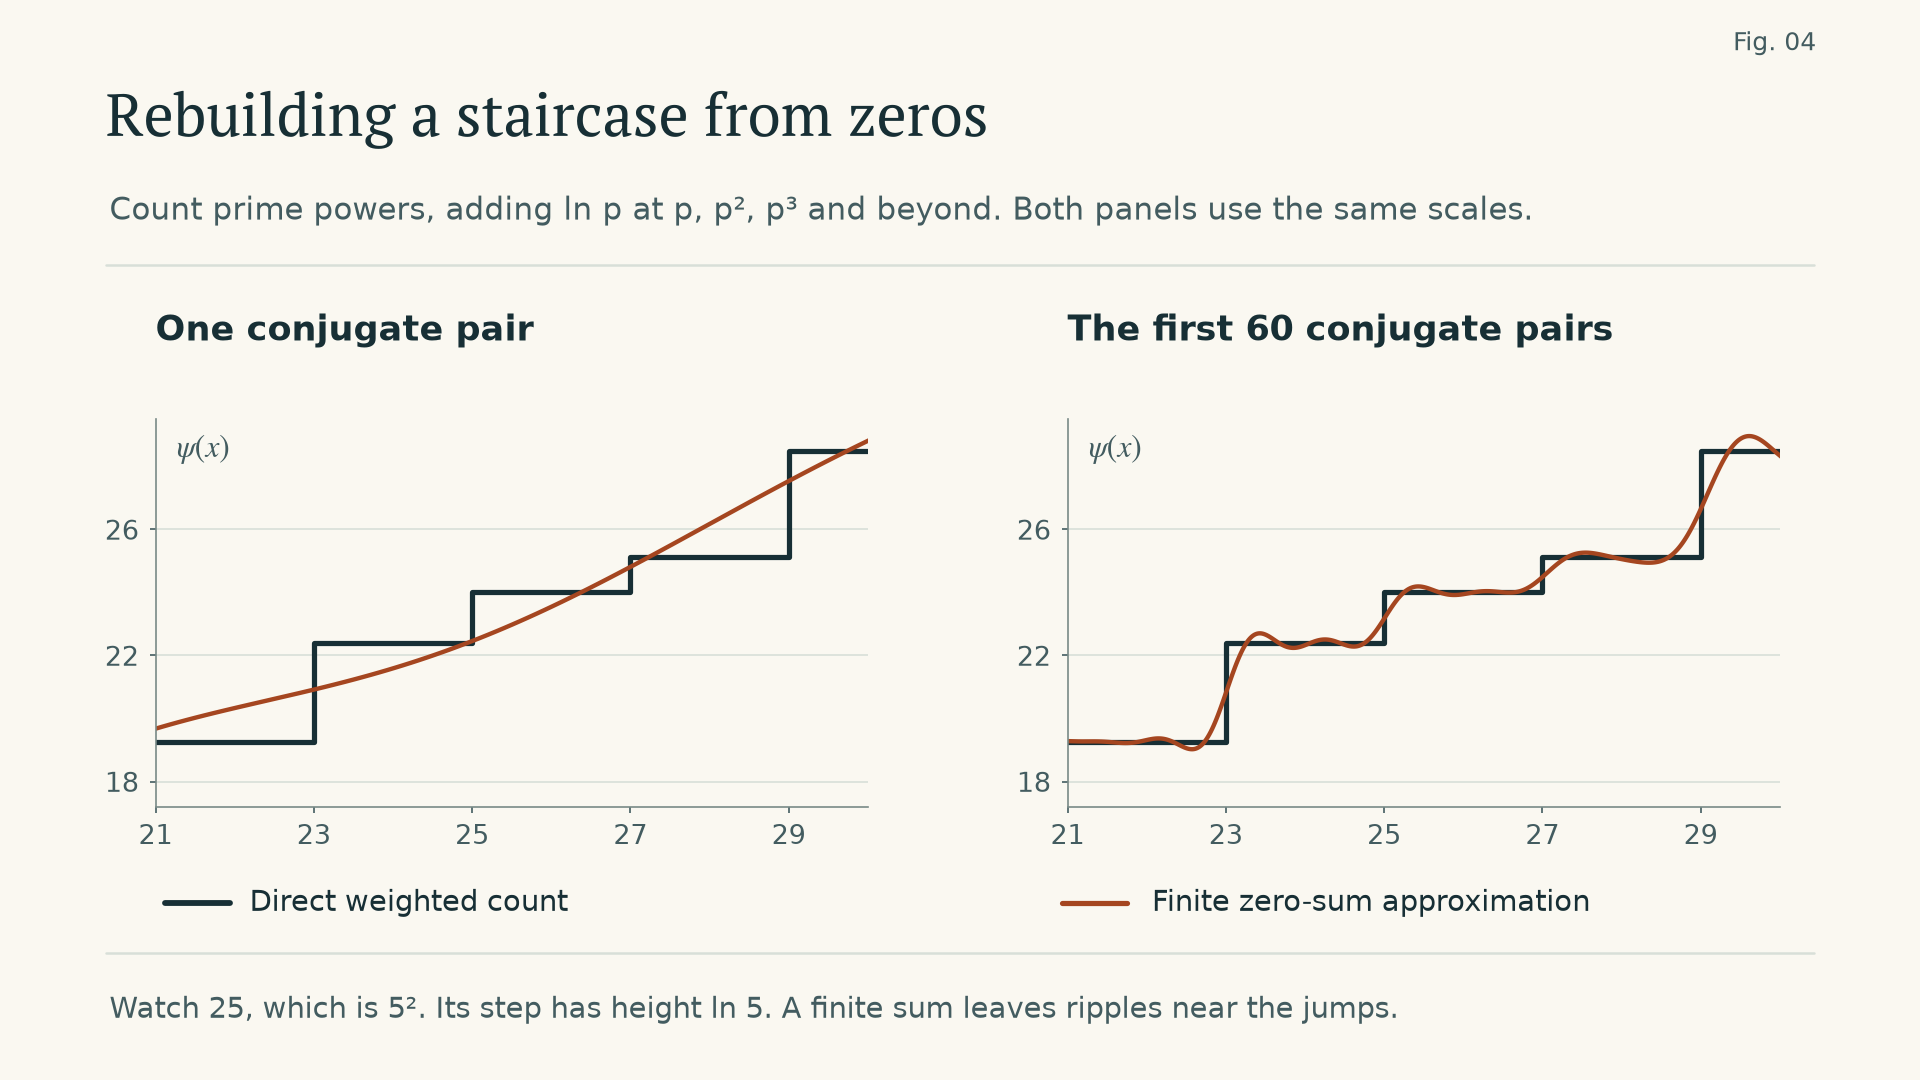 Fig. 04
Rebuilding a staircase from zeros
Count prime powers, adding ln p at p, p², p³ and beyond. Both panels use the same scales.
One conjugate pair
ψ(x)
26
22
18
21 23 25 27 29
The first 60 conjugate pairs
ψ(x)
26
22
18
21 23 25 27 29
Direct weighted count
Finite zero-sum approximation
Watch 25, which is 5². Its step has height ln 5. A finite sum leaves ripples near the jumps.